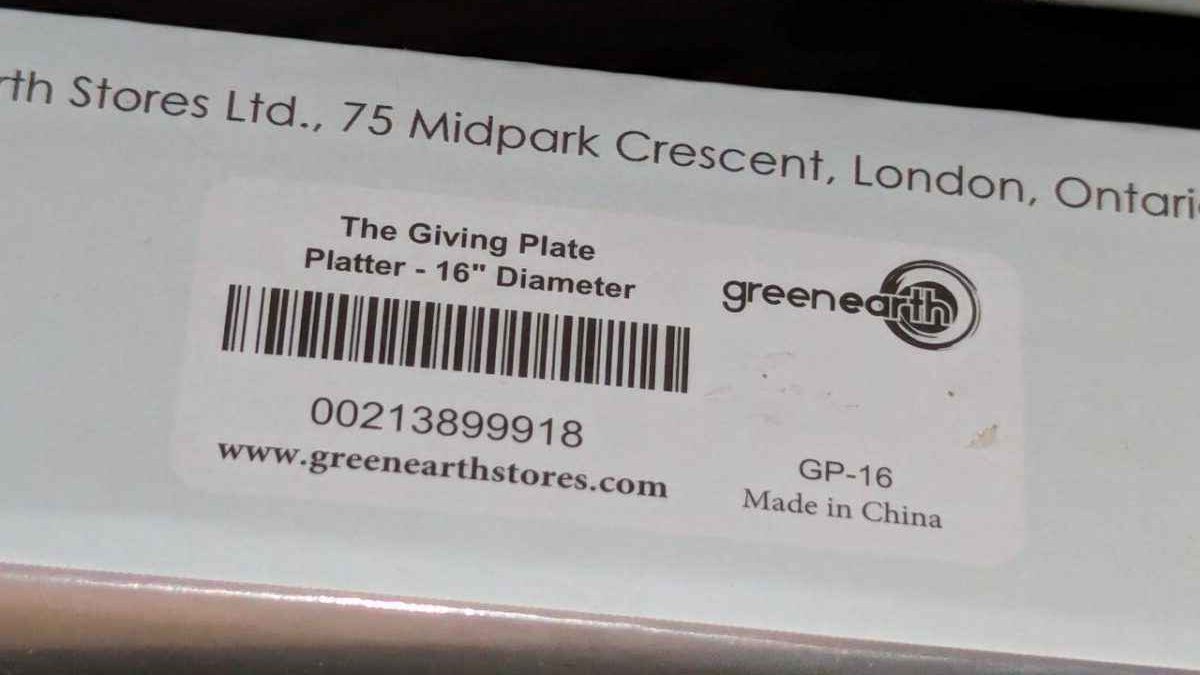 rth Stores Ltd., 75 Midpark Crescent, London, Ontari
The Giving Plate
Platter - 16" Diameter
greenearth
00213899918
www.greenearthstores.com
GP-16
Made in China